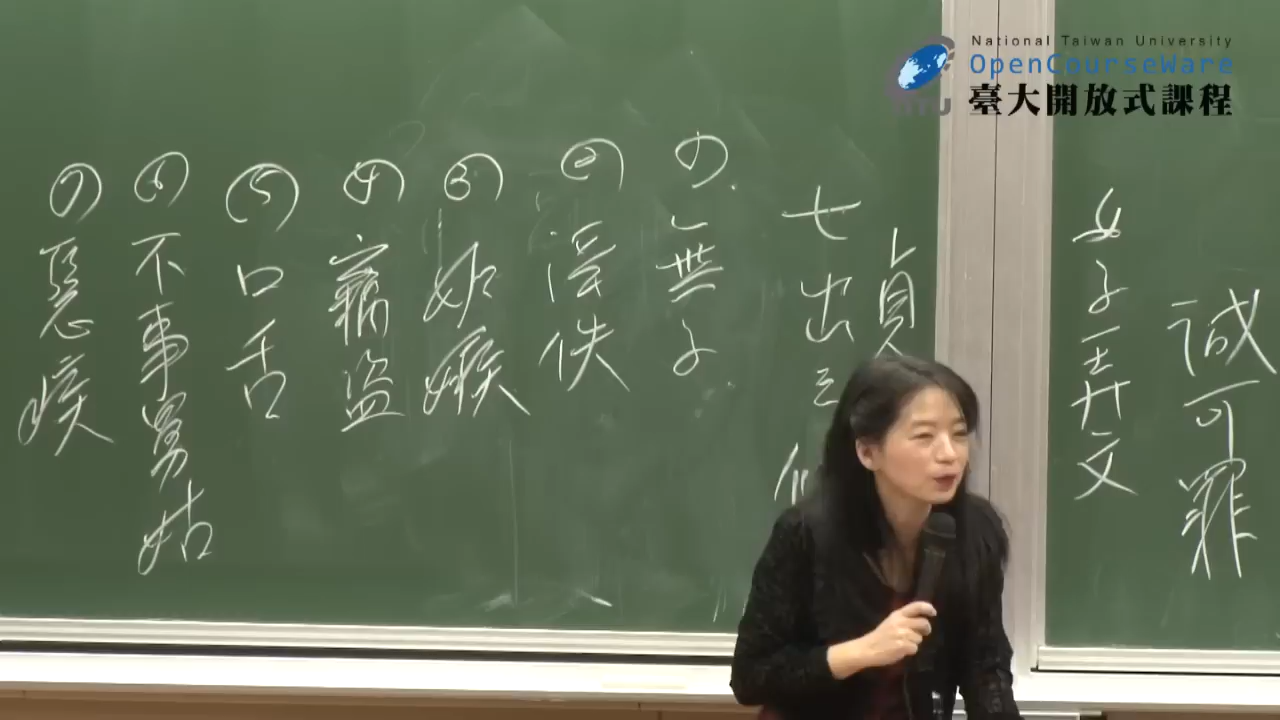 National Taiwan University
OpenCourseWare
臺大開放式課程
誠可罪
女子弄文
貞
七出三
① 無子
② 淫佚
③ 妬嫉
④ 竊盜
⑤ 口舌
⑥ 不事舅姑
⑦ 惡疾